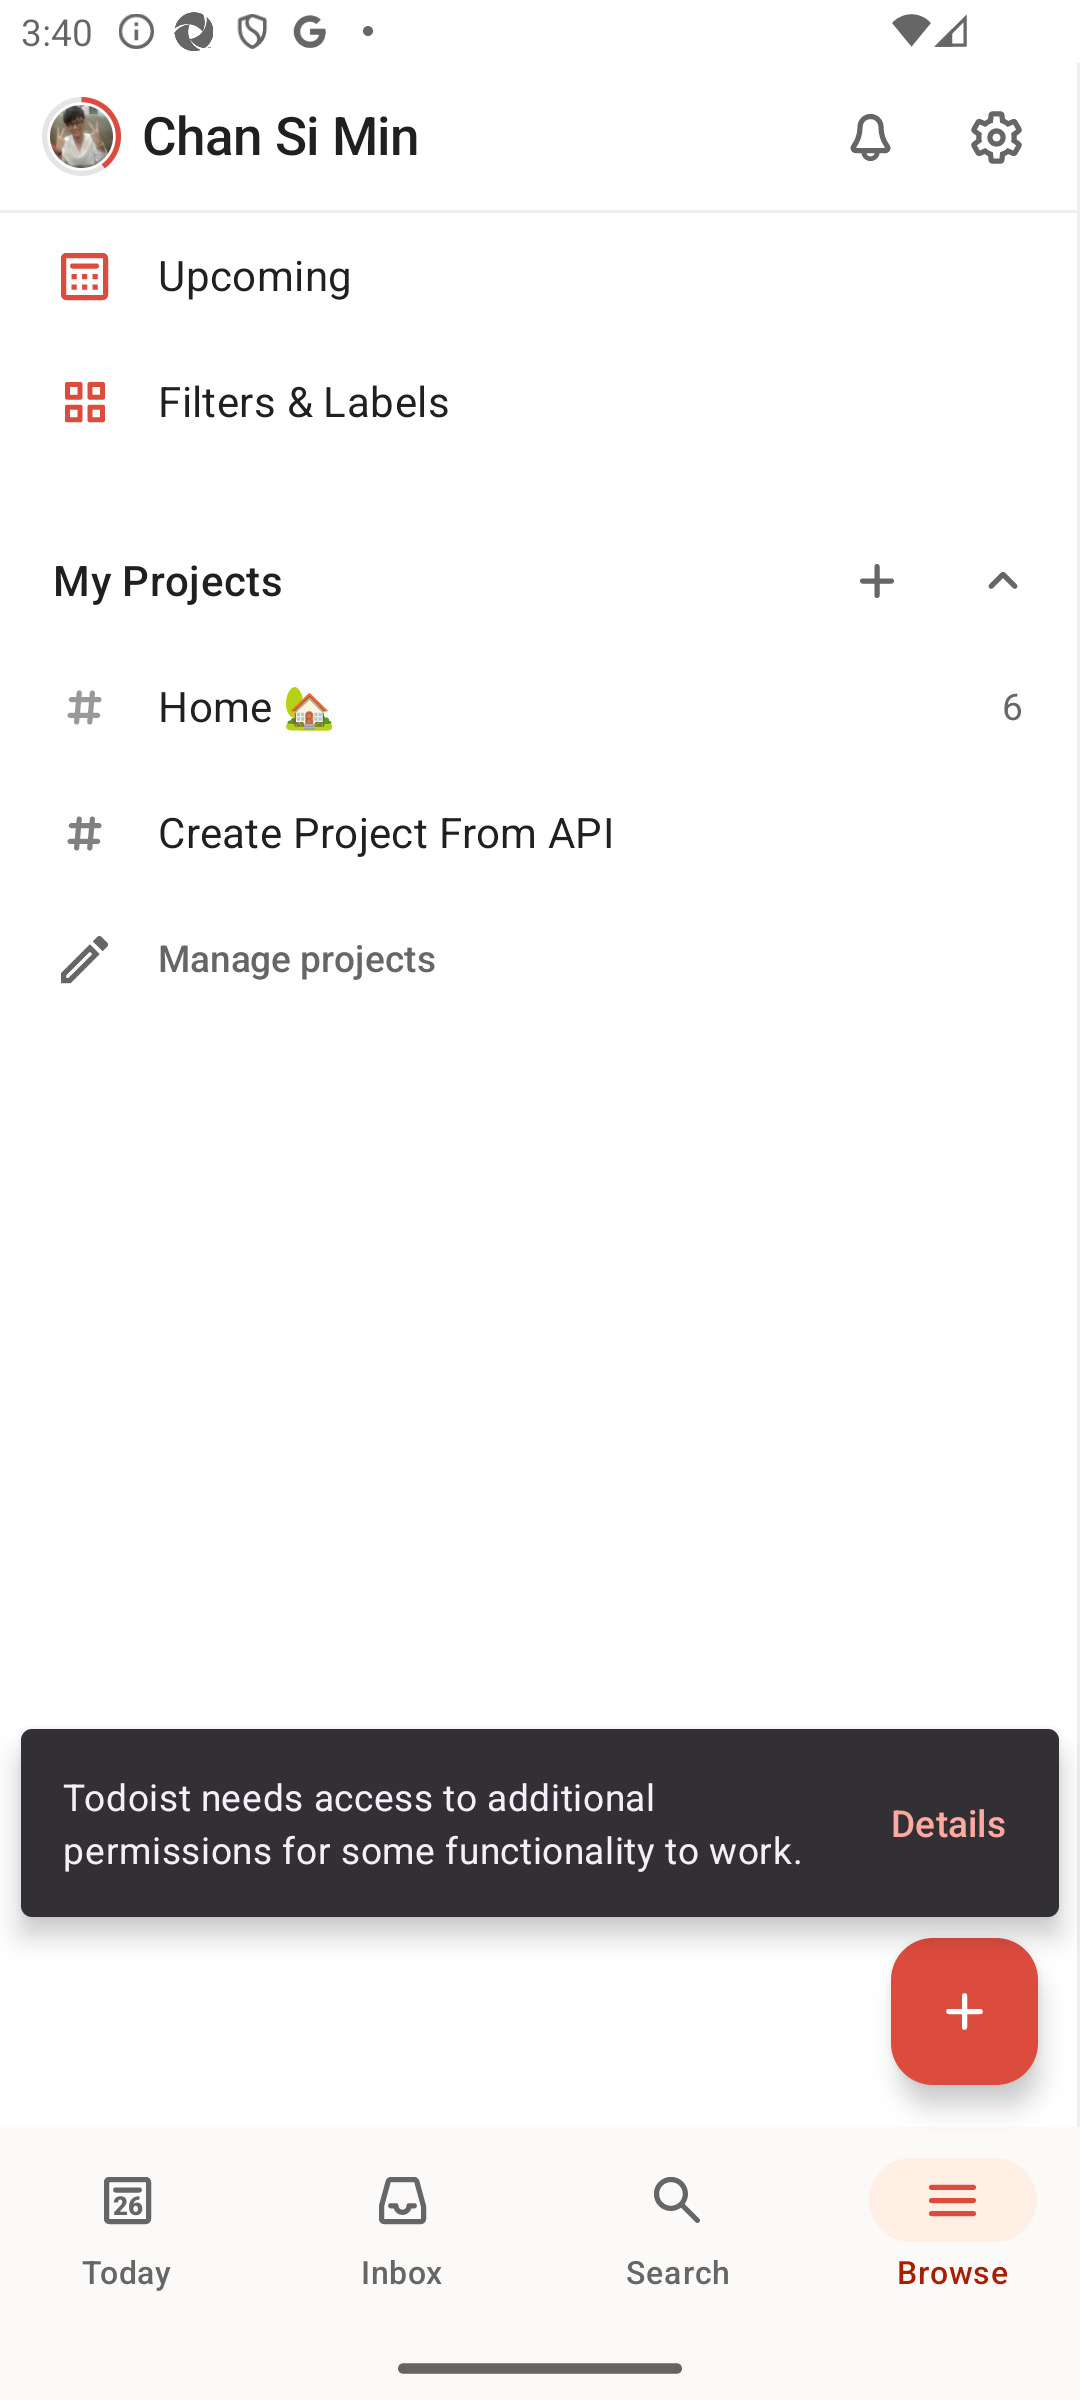 3:40
Chan Si Min
Upcoming
Filters & Labels
My Projects
Home 🏡
6
Create Project From API
Manage projects
Todoist needs access to additional
permissions for some functionality to work.
Details
26
Today
Inbox
Search
Browse